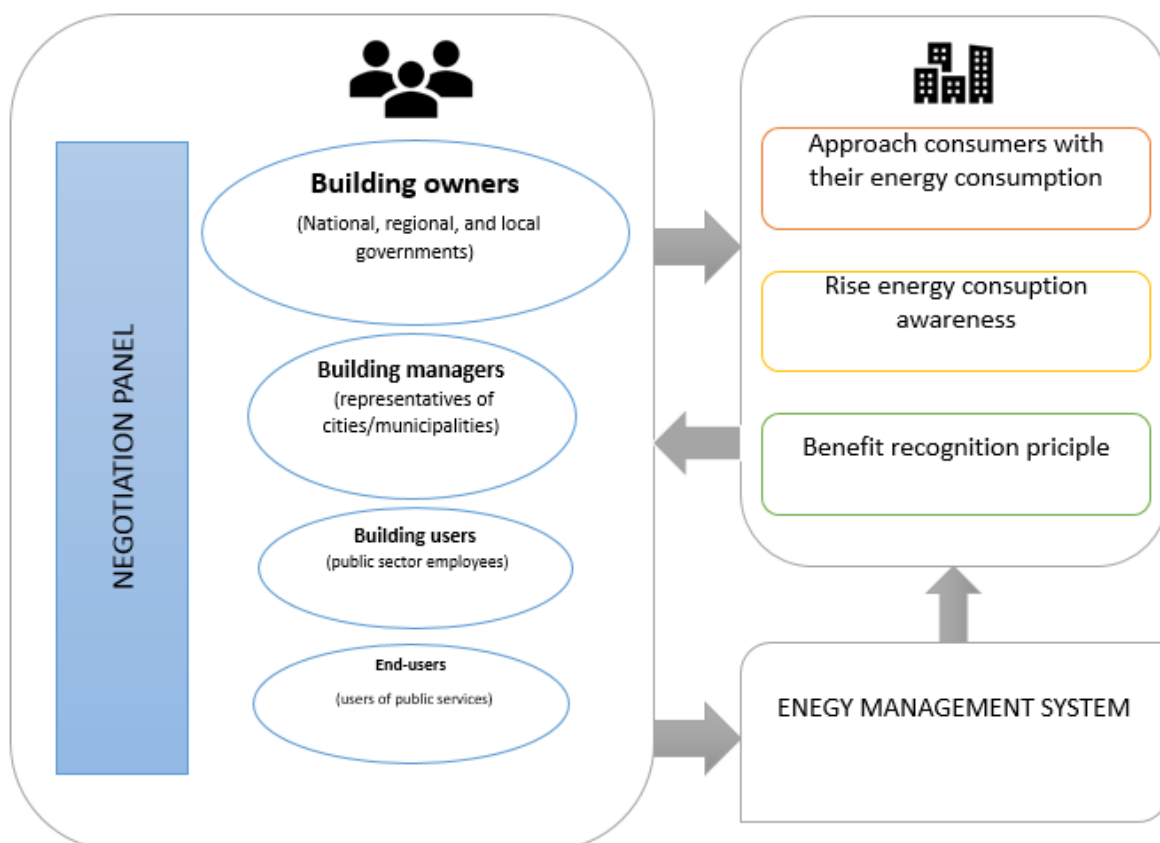 NEGOTIATION PANEL
Building owners
(National, regional, and local
governments)
Building managers
(representatives of
cities/municipalities)
Building users
(public sector employees)
End-users
(users of public services)
Approach consumers with
their energy consumption
Rise energy consuption
awareness
Benefit recognition priciple
ENEGY MANAGEMENT SYSTEM